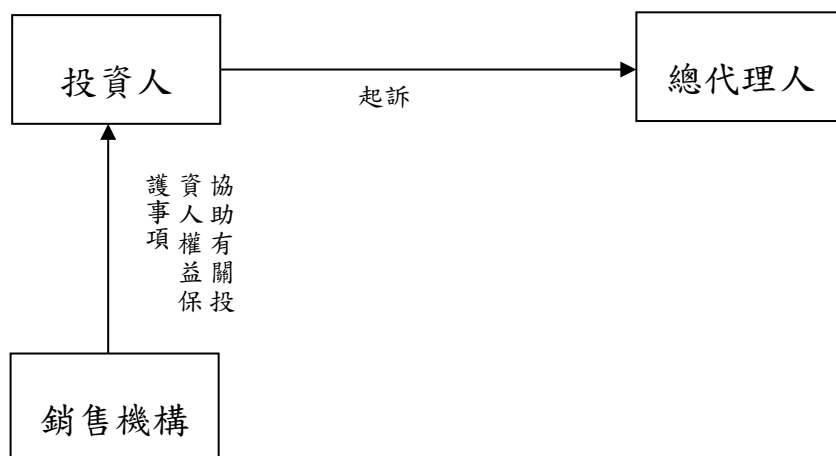 投資人
總代理人
起訴
協助有關投
資人權益保
護事項
銷售機構